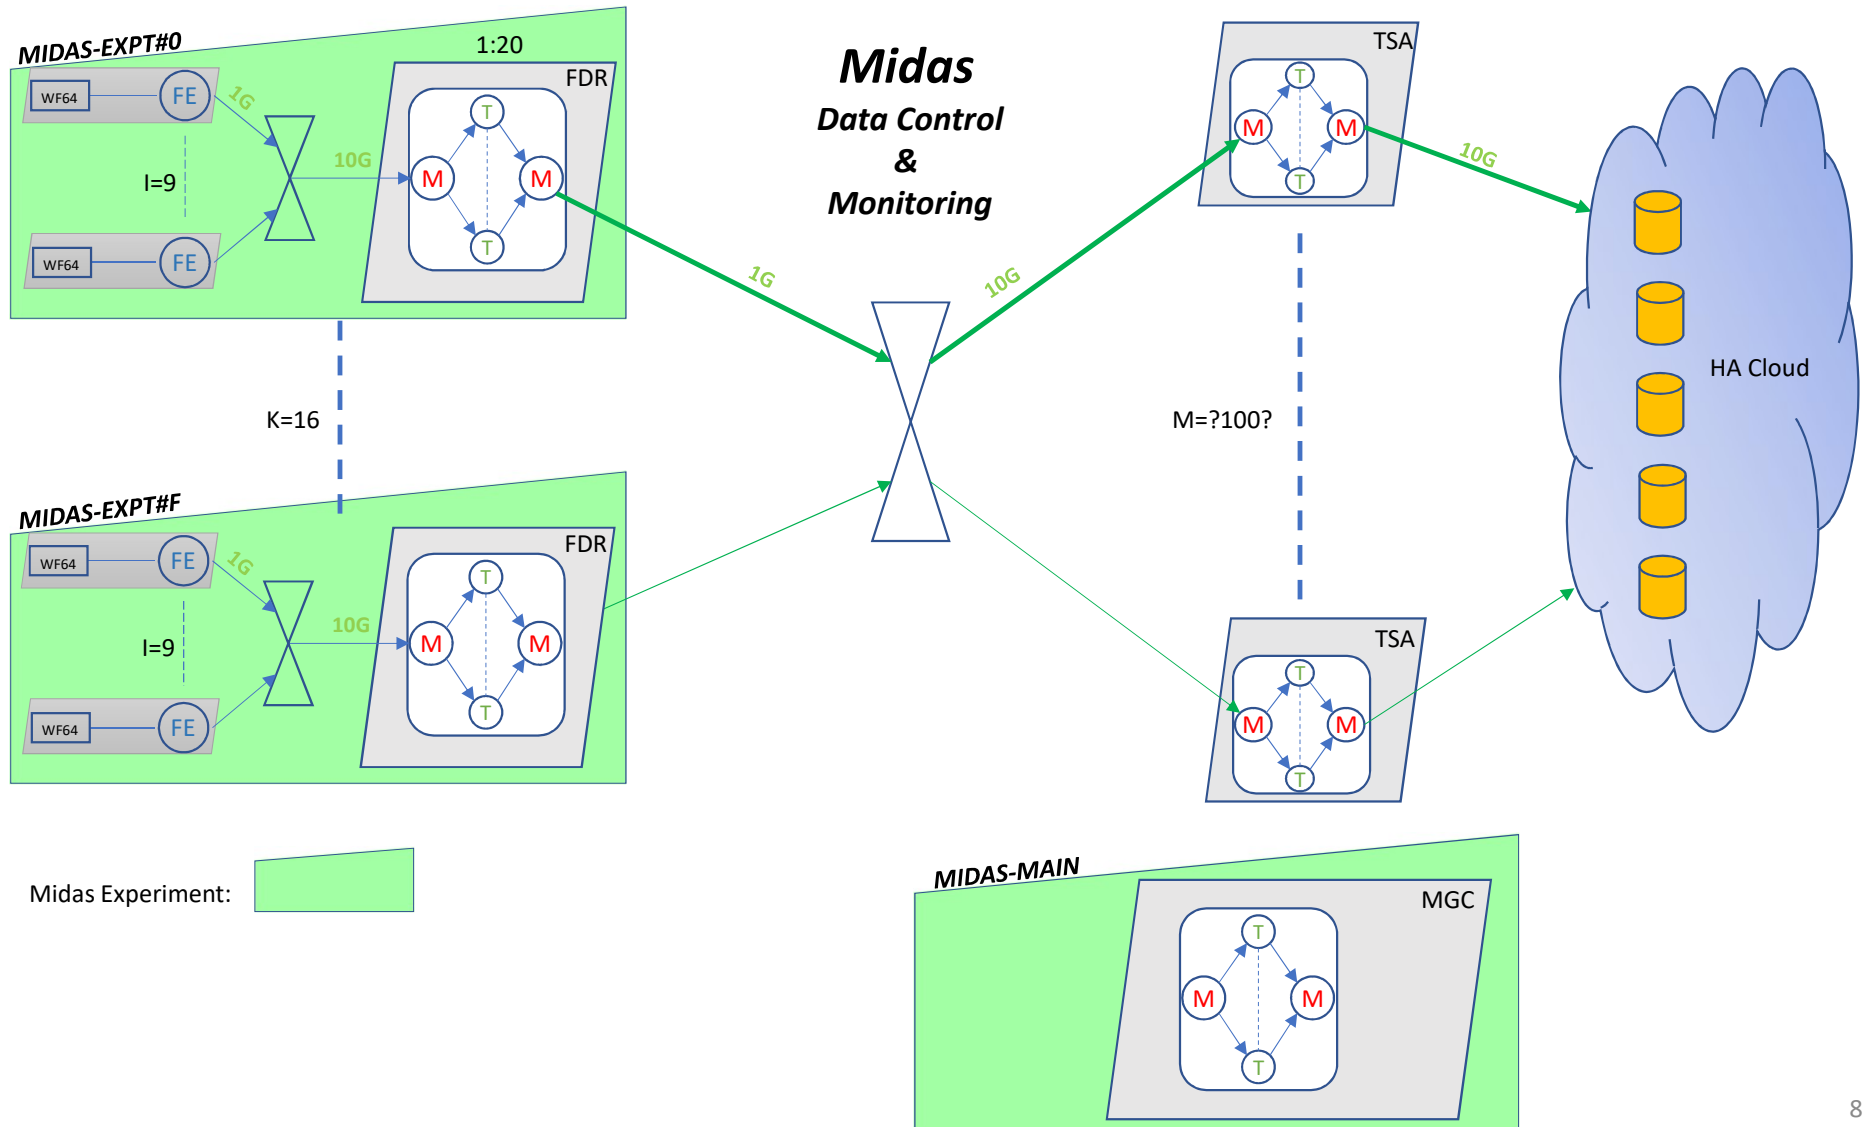 MIDAS-EXPT#0
1:20
FDR
WF64
FE
1G
I=9
10G
WF64
FE
T
M
M
T
Midas
Data Control
&
Monitoring
1G
10G
TSA
T
M
M
T
10G
HA Cloud
K=16
M=?100?
MIDAS-EXPT#F
FDR
WF64
FE
1G
I=9
10G
WF64
FE
T
M
M
T
TSA
T
M
M
T
Midas Experiment:
MIDAS-MAIN
MGC
T
M
M
T
8